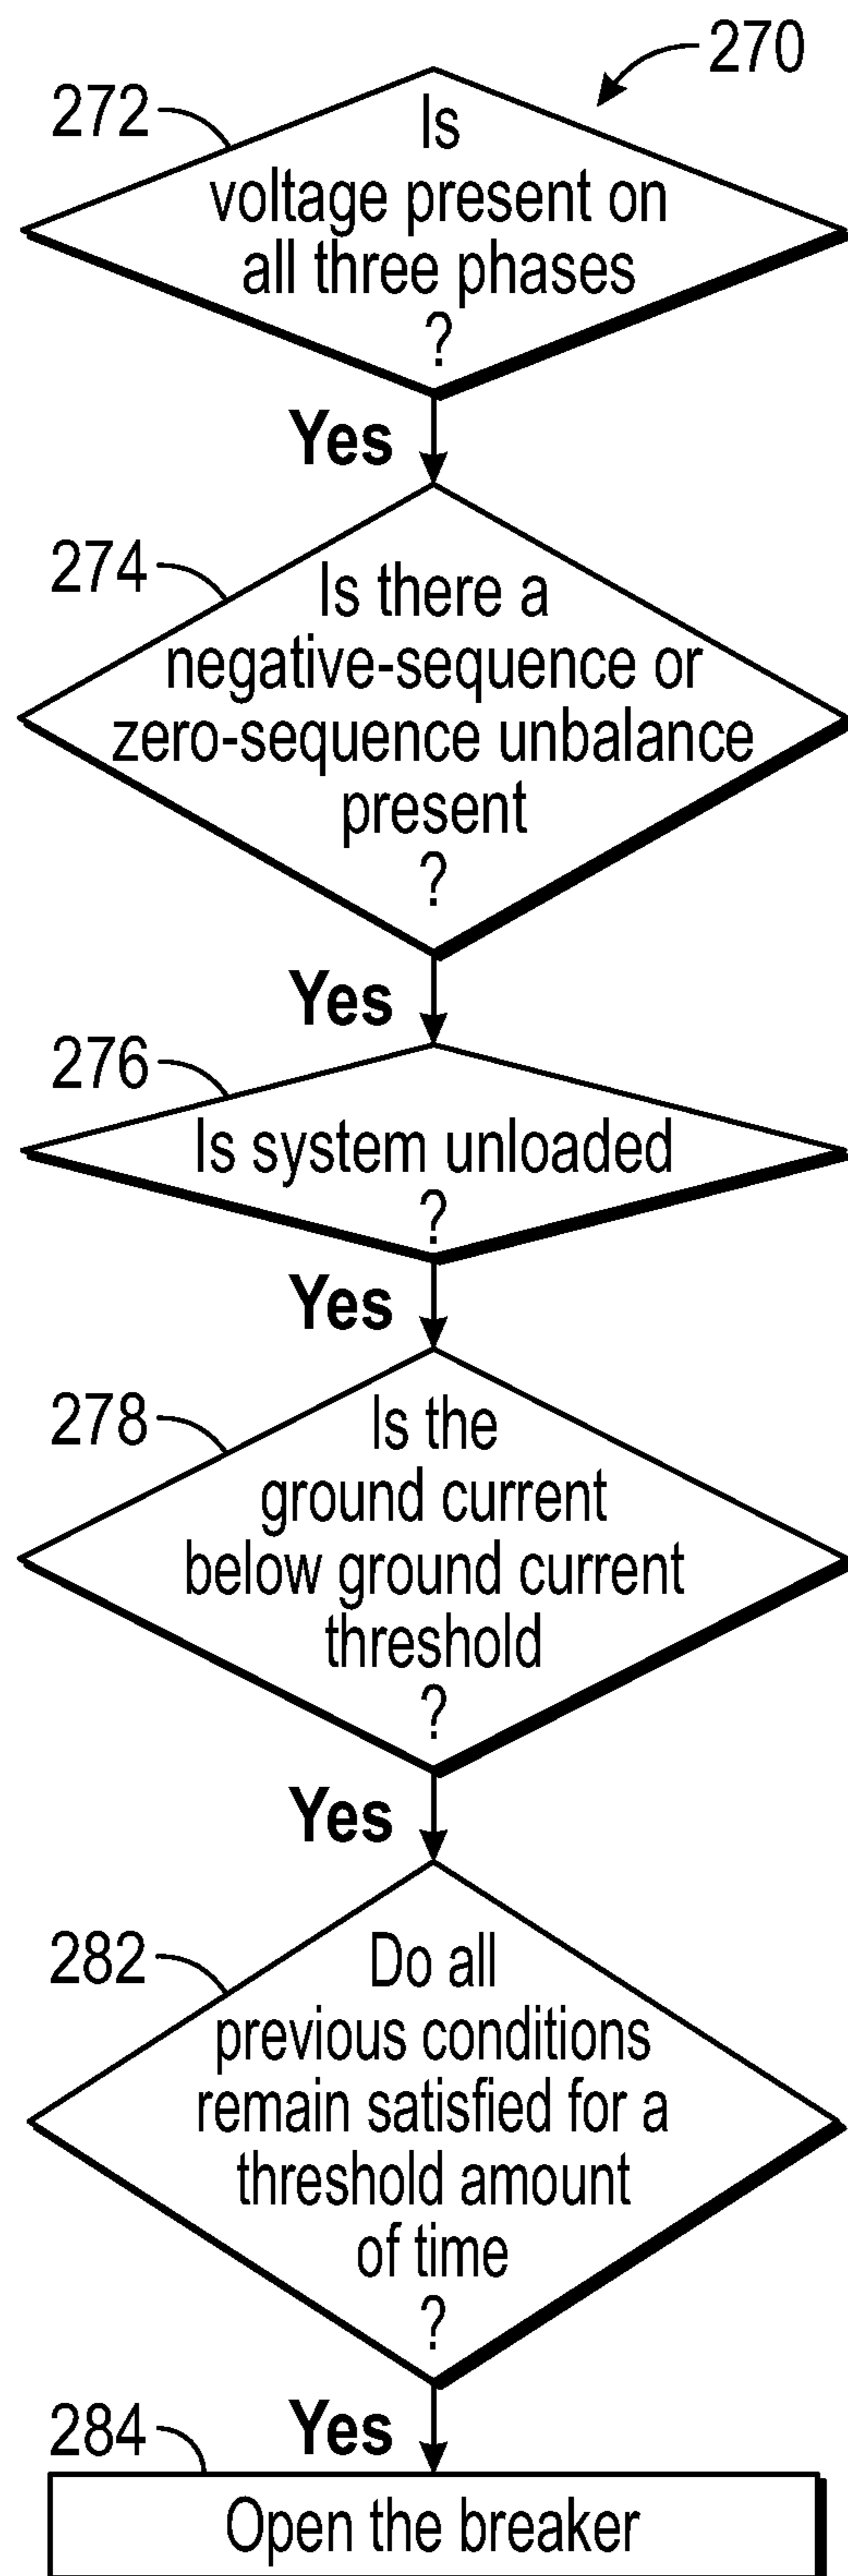 270
272
Is
voltage present on
all three phases
?
Yes
274
Is there a
negative-sequence or
zero-sequence unbalance
present
?
Yes
276
Is system unloaded
?
Yes
278
Is the
ground current
below ground current
threshold
?
Yes
282
Do all
previous conditions
remain satisfied for a
threshold amount
of time
?
Yes
284
Open the breaker